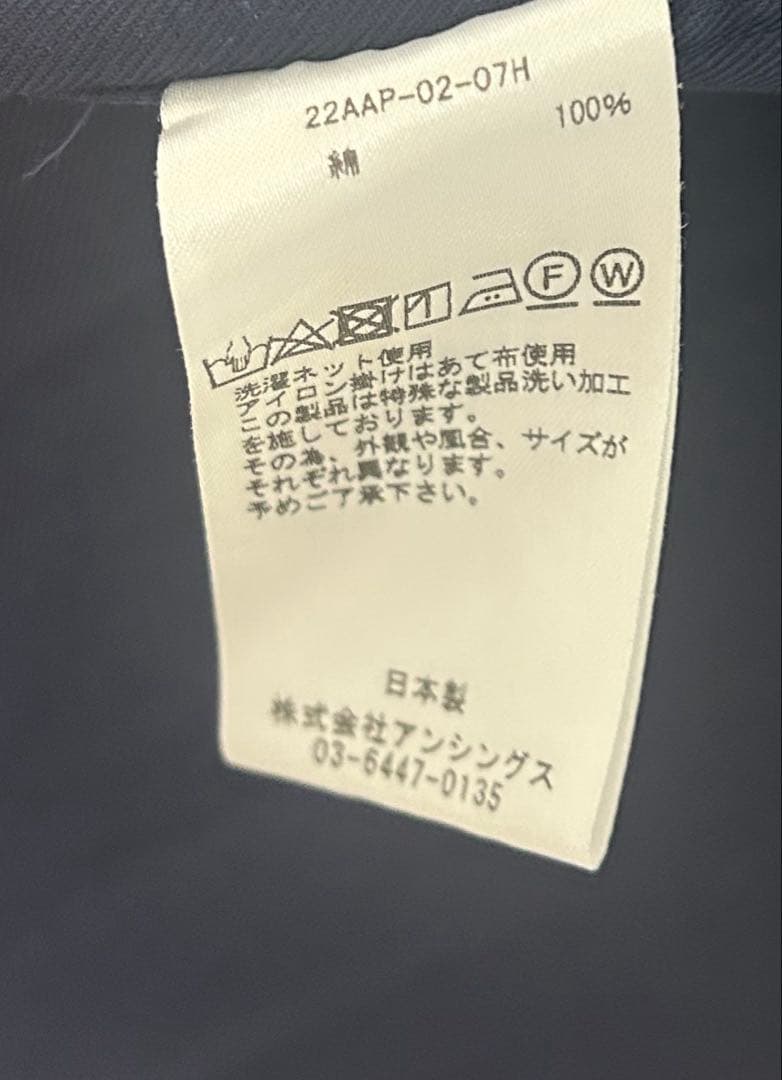 22AAP-02-07H
綿 100%
F W
洗濯ネット使用
アイロン掛けはあて布使用
この製品は特殊な製品洗い加工
を施しております。
その為、外観や風合、サイズが
それぞれ異なります。
予めご了承下さい。
日本製
株式会社アンシングス
03-6447-0135